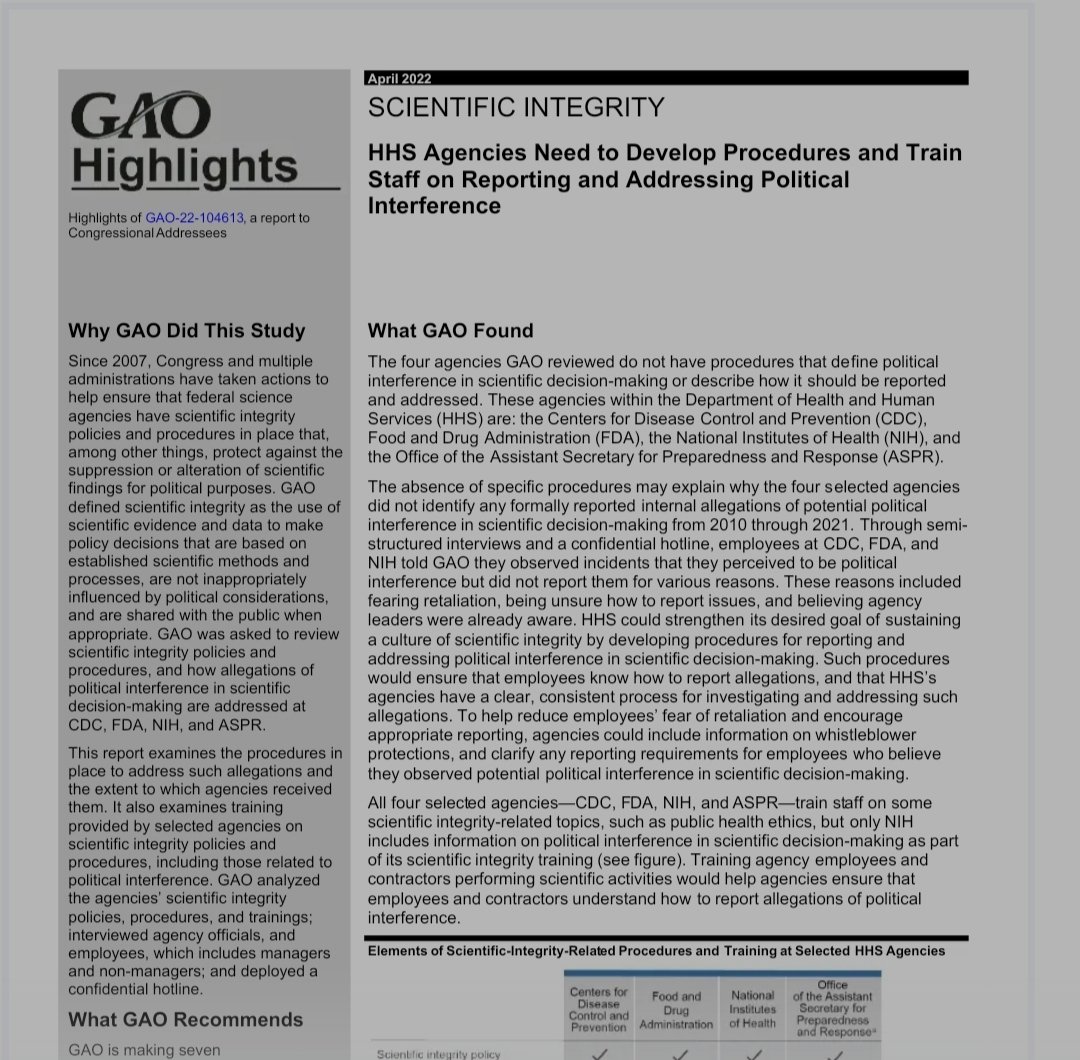 GAO
Highlights
Highlights of GAO-22-104613, a report to
Congressional Addressees
Why GAO Did This Study
Since 2007, Congress and multiple
administrations have taken actions to
help ensure that federal science
agencies have scientific integrity
policies and procedures in place that,
among other things, protect against the
suppression or alteration of scientific
findings for political purposes. GAO
defined scientific integrity as the use of
scientific evidence and data to make
policy decisions that are based on
established scientific methods and
processes, are not inappropriately
influenced by political considerations,
and are shared with the public when
appropriate. GAO was asked to review
scientific integrity policies and
procedures, and how allegations of
political interference in scientific
decision-making are addressed at
CDC, FDA, NIH, and ASPR.
This report examines the procedures in
place to address such allegations and
the extent to which agencies received
them. It also examines training
provided by selected agencies on
scientific integrity policies and
procedures, including those related to
political interference. GAO analyzed
the agencies' scientific integrity
policies, procedures, and trainings;
interviewed agency officials, and
employees, which includes managers
and non-managers; and deployed a
confidential hotline.
What GAO Recommends
GAO is making seven
April 2022
SCIENTIFIC INTEGRITY
HHS Agencies Need to Develop Procedures and Train
Staff on Reporting and Addressing Political
Interference
What GAO Found
The four agencies GAO reviewed do not have procedures that define political
interference in scientific decision-making or describe how it should be reported
and addressed. These agencies within the Department of Health and Human
Services (HHS) are: the Centers for Disease Control and Prevention (CDC),
Food and Drug Administration (FDA), the National Institutes of Health (NIH), and
the Office of the Assistant Secretary for Preparedness and Response (ASPR).
The absence of specific procedures may explain why the four selected agencies
did not identify any formally reported internal allegations of potential political
interference in scientific decision-making from 2010 through 2021. Through semi-
structured interviews and a confidential hotline, employees at CDC, FDA, and
NIH told GAO they observed incidents that they perceived to be political
interference but did not report them for various reasons. These reasons included
fearing retaliation, being unsure how to report issues, and believing agency
leaders were already aware. HHS could strengthen its desired goal of sustaining
a culture of scientific integrity by developing procedures for reporting and
addressing political interference in scientific decision-making. Such procedures
would ensure that employees know how to report allegations, and that HHS's
agencies have a clear, consistent process for investigating and addressing such
allegations. To help reduce employees' fear of retaliation and encourage
appropriate reporting, agencies could include information on whistleblower
protections, and clarify any reporting requirements for employees who believe
they observed potential political interference in scientific decision-making.
All four selected agencies—CDC, FDA, NIH, and ASPR—train staff on some
scientific integrity-related topics, such as public health ethics, but only NIH
includes information on political interference in scientific decision-making as part
of its scientific integrity training (see figure). Training agency employees and
contractors performing scientific activities would help agencies ensure that
employees and contractors understand how to report allegations of political
interference.
Elements of Scientific-Integrity-Related Procedures and Training at Selected HHS Agencies
Centers for
Disease
Control and
Prevention
Food and
Drug
Administration
National
Institutes
of Health
Office
of the Assistant
Secretary for
Preparedness
and Responseª
Scientific integrity policy ✓ ✓ ✓ ✓